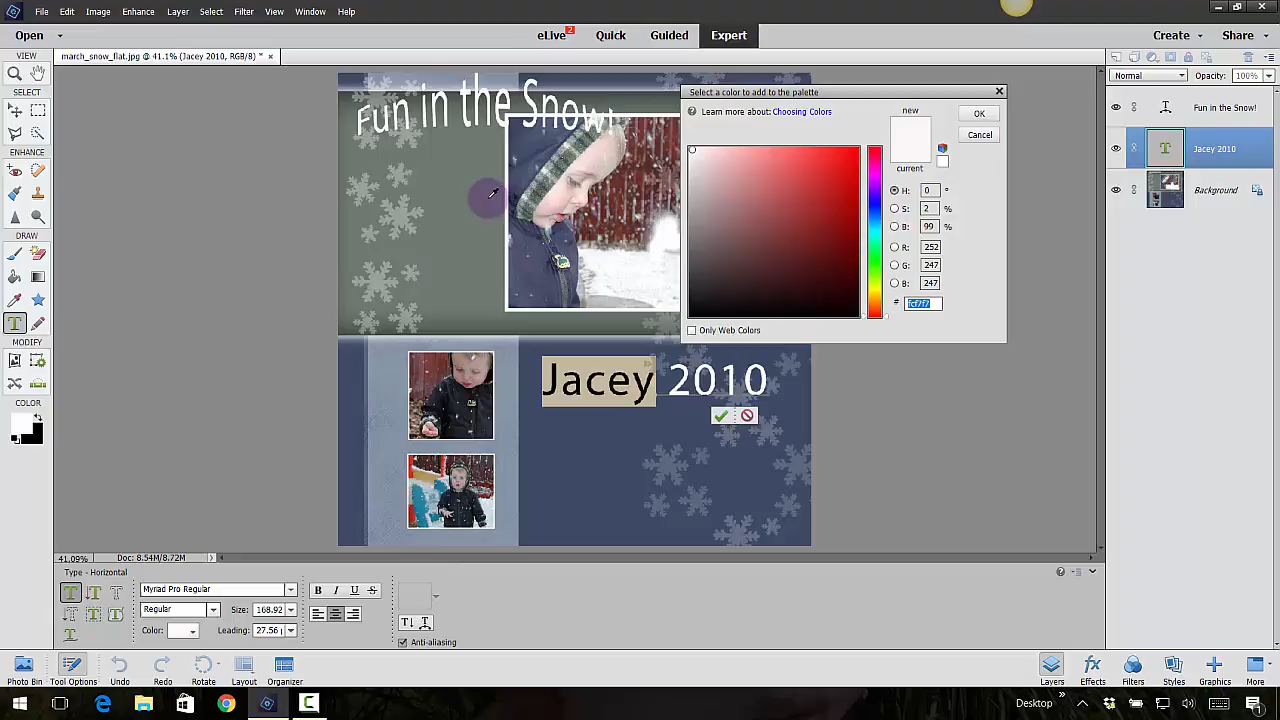 File Edit Image Enhance Layer Select Filter View Window Help
Open eLive 2 Quick Guided Expert Create Share
march_snow_flat.jpg @ 41.1% (Jacey 2010, RGB/8) * ×
VIEW
SELECT
ENHANCE
DRAW
MODIFY
COLOR
Fun in the Snow!
Jacey 2010
Select a color to add to the palette
Learn more about: Choosing Colors
new
current
OK
Cancel
H: 0 °
S: 2 %
B: 99 %
R: 252
G: 247
B: 247
# fcf7f7
Only Web Colors
Normal Opacity: 100%
Fun in the Snow!
Jacey 2010
Background
41.09% Doc: 8.54M/8.72M
Type - Horizontal
Myriad Pro Regular
Regular Size: 168.92
Color: Leading: 27.56
B I U S
Anti-aliasing
Photo Bin Tool Options Undo Redo Rotate Layout Organizer
Layers Effects Filters Styles Graphics More
Desktop